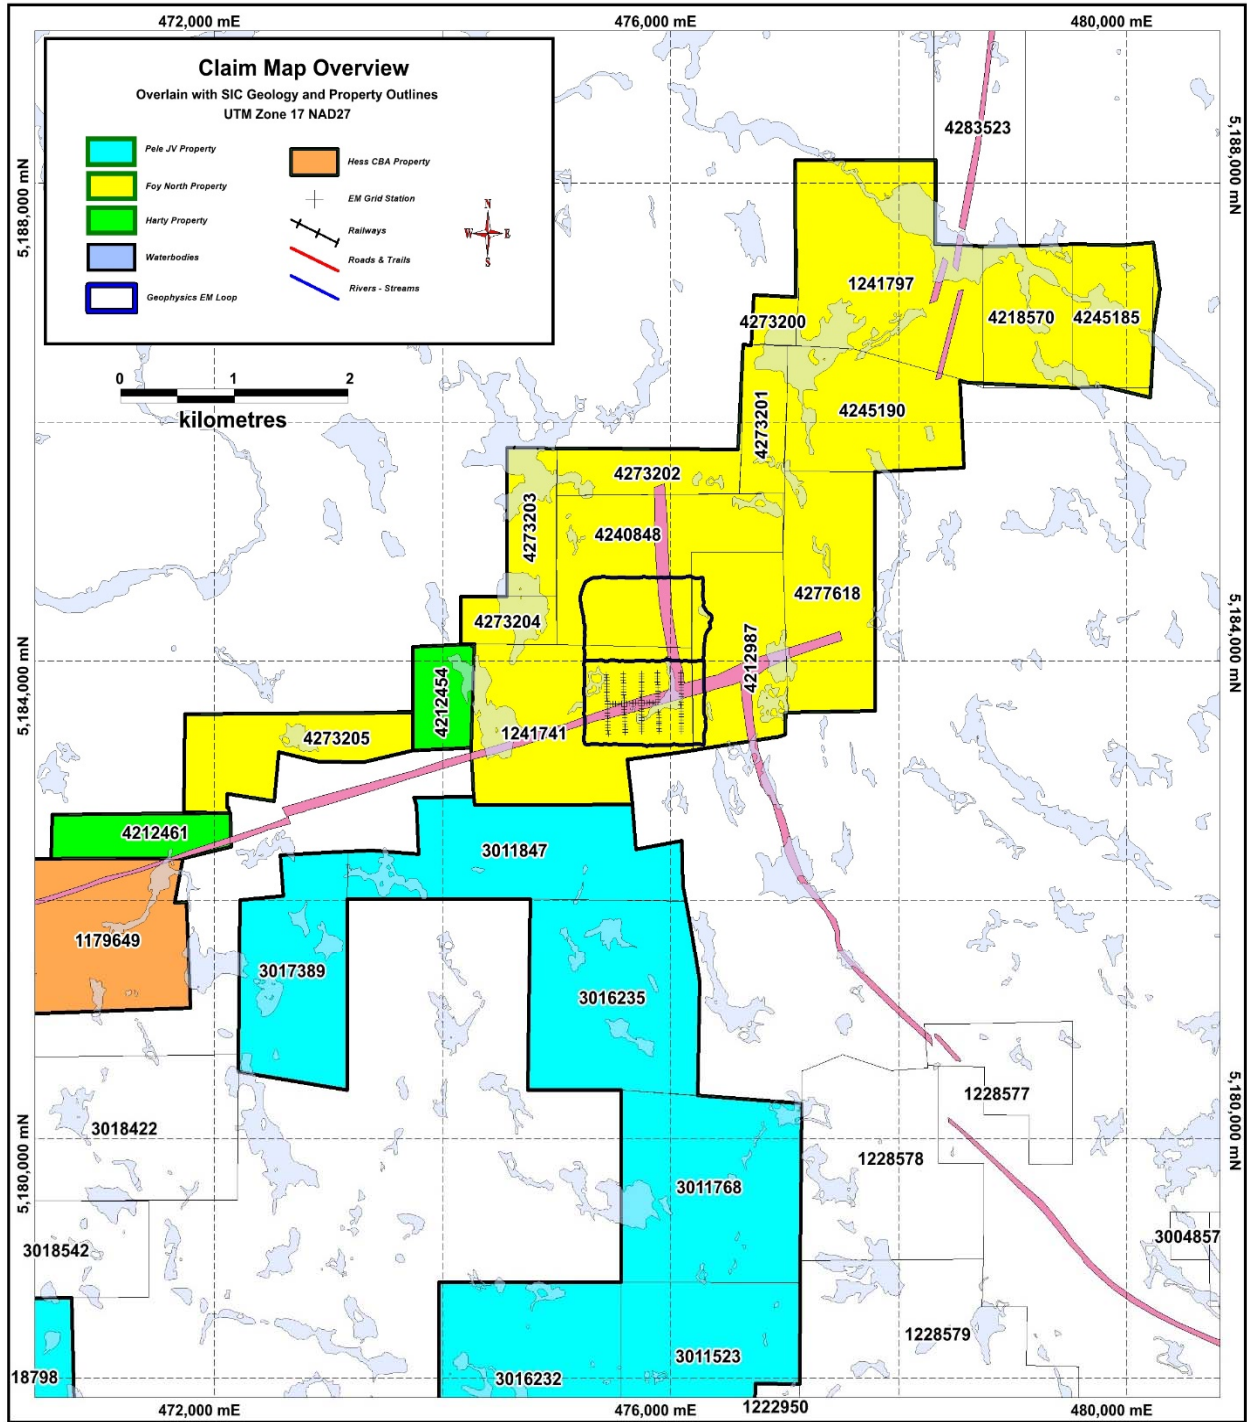 472,000 mE
476,000 mE
480,000 mE
Claim Map Overview
Overlain with SIC Geology and Property Outlines
UTM Zone 17 NAD27
Pele JV Property
Foy North Property
Harty Property
Waterbodies
Geophysics EM Loop
Hess CBA Property
EM Grid Station
Railways
Roads & Trails
Rivers - Streams
N
W E
S
0 1 2
kilometres
5,188,000 mN
5,188,000 mN
4283523
1241797
4273200
4218570
4245185
4273201
4245190
4273202
4273203
4240848
4277618
4273204
5,184,000 mN
5,184,000 mN
4212454
4212987
4273205
1241741
4212461
3011847
1179649
3017389
3016235
1228577
5,180,000 mN
5,180,000 mN
3018422
1228578
3011768
3018542
3004857
1228579
3011523
18798
3016232
472,000 mE
476,000 mE
1222950
480,000 mE